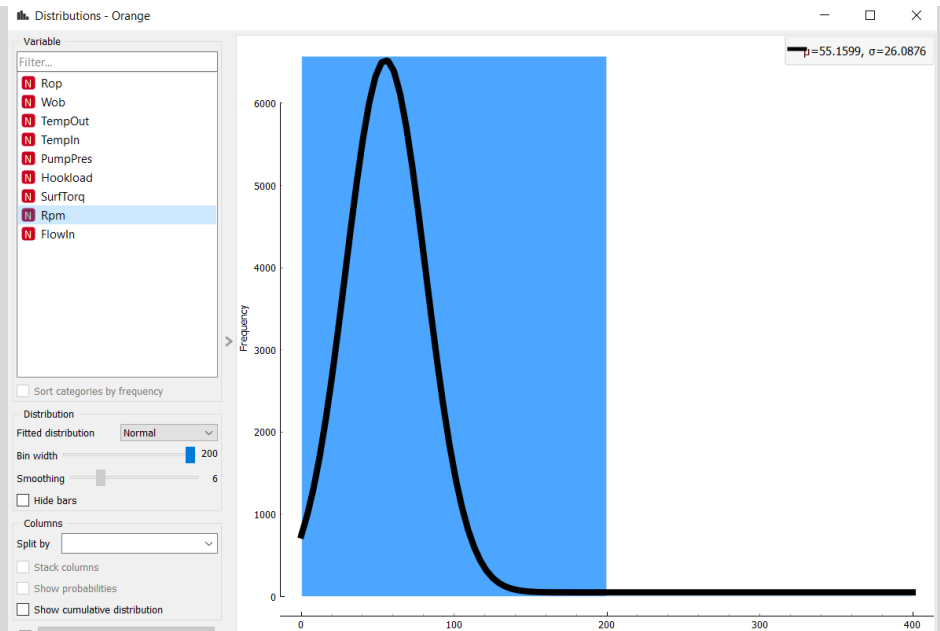 Distributions - Orange
Variable
Filter...
N Rop
N Wob
N TempOut
N TempIn
N PumpPres
N Hookload
N SurfTorq
N Rpm
N FlowIn
Sort categories by frequency
Distribution
Fitted distribution Normal
Bin width 200
Smoothing 6
Hide bars
Columns
Split by
Stack columns
Show probabilities
Show cumulative distribution
μ=55.1599, σ=26.0876
Frequency
6000
5000
4000
3000
2000
1000
0
0 100 200 300 400